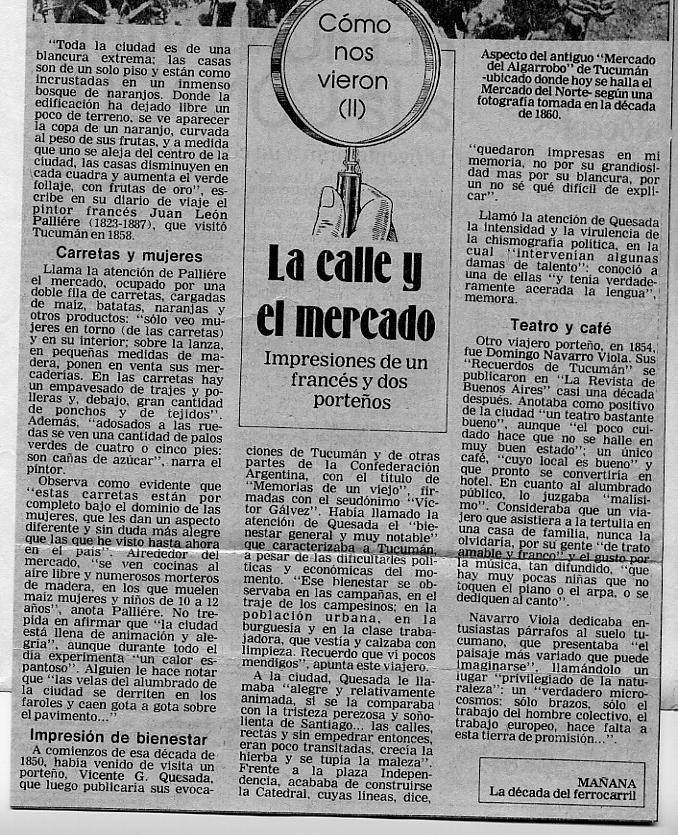 Cómo
nos
vieron
(II)
La calle y
el mercado
Impresiones de un
francés y dos
porteños
"Toda la ciudad es de una
blancura extrema; las casas
son de un solo piso y están como
incrustadas en un inmenso
bosque de naranjos. Donde la
edificación ha dejado libre un
poco de terreno, se ve aparecer
la copa de un naranjo, curvada
al peso de sus frutas, y a medida
que uno se aleja del centro de la
ciudad, las casas disminuyen en
cada cuadra y aumenta el verde
follaje, con frutas de oro", es-
cribe en su diario de viaje el
pintor francés Juan León
Palliére (1823-1887), que visitó
Tucumán en 1858.
Carretas y mujeres
Llama la atención de Palliére
el mercado, ocupado por una
doble fila de carretas, cargadas
de maíz, batatas, naranjas y
otros productos: "sólo veo mu-
jeres en torno (de las carretas)
y en su interior; sobre la lanza,
en pequeñas medidas de ma-
dera, ponen en venta sus mer-
caderías. En las carretas hay
un empavesado de trajes y po-
lleras y, debajo, gran cantidad
de ponchos y de tejidos".
Además, "adosados a las rue-
das se ven una cantidad de palos
verdes de cuatro o cinco pies:
son cañas de azúcar", narra el
pintor.
Observa como evidente que
"estas carretas están por
completo bajo el dominio de las
mujeres, que les dan un aspecto
diferente y sin duda más alegre
que las que he visto hasta ahora
en el país". Alrededor del
mercado, "se ven cocinas al
aire libre y numerosos morteros
de madera, en los que muelen
maíz mujeres y niños de 10 a 12
años", anota Palliére. No tre-
pida en afirmar que "la ciudad
está llena de animación y ale-
gría", aunque durante todo el
día experimenta "un calor es-
pantoso". Alguien le hace notar
que "las velas del alumbrado de
la ciudad se derriten en los
faroles y caen gota a gota sobre
el pavimento..."
Impresión de bienestar
A comienzos de esa década de
1850, había venido de visita un
porteño, Vicente G. Quesada,
que luego publicaría sus evoca-
ciones de Tucumán y de otras
partes de la Confederación
Argentina, con el título de
"Memorias de un viejo" fir-
madas con el seudónimo "Víc-
tor Gálvez". Había llamado la
atención de Quesada el "bie-
nestar general y muy notable"
que caracterizaba a Tucumán,
a pesar de las dificultades polí-
ticas y económicas del mo-
mento. "Ese bienestar se ob-
servaba en las campañas, en el
traje de los campesinos; en la
población urbana, en la
burguesía y en la clase traba-
jadora, que vestía y calzaba con
limpieza. Recuerdo que vi pocos
mendigos", apunta este viajero.
A la ciudad, Quesada le lla-
maba "alegre y relativamente
animada, si se la comparaba
con la tristeza perezosa y soño-
lienta de Santiago... las calles,
rectás y sin empedrar entonces,
eran poco transitadas, crecía la
hierba y se tupía la maleza".
Frente a la plaza Indepen-
dencia, acababa de construirse
la Catedral, cuyas líneas, dice,
Aspecto del antiguo "Mercado
del Algarrobo" de Tucumán
-ubicado donde hoy se halla el
Mercado del Norte- según una
fotografía tomada en la década
de 1860.
"quedaron impresas en mi
memoria, no por su grandiosi-
dad mas por su blancura, por
un no sé qué difícil de expli-
car".
Llamó la atención de Quesada
la intensidad y la virulencia de
la chismografía política, en la
cual "intervenían algunas
damas de talento": conoció a
una de ellas "y tenía verdade-
ramente acerada la lengua",
memora.
Teatro y café
Otro viajero porteño, en 1854,
fue Domingo Navarro Viola. Sus
"Recuerdos de Tucumán" se
publicaron en "La Revista de
Buenos Aires" casi una década
después. Anotaba como positivo
de la ciudad "un teatro bastante
bueno", aunque "el poco cui-
dado hace que no se halle en
muy buen estado"; un único
café, "cuyo local es bueno" y
que pronto se convertiría en
hotel. En cuanto al alumbrado
público, lo juzgaba "malísi-
mo". Consideraba que un via-
jero que asistiera a la tertulia en
una casa de familia, nunca la
olvidaría, por su gente "de trato
amable y franco" y el gusto por
la música, tan difundido, "que
hay muy pocas niñas que no
toquen el piano o el arpa, o se
dediquen al canto".
Navarro Viola dedicaba en-
tusiastas párrafos al suelo tu-
cumano, que presentaba "el
paisaje más variado que puede
imaginarse", llamándolo un
lugar "privilegiado de la natu-
raleza": un "verdadero micro-
cosmos: sólo brazos, sólo el
trabajo del hombre colectivo, el
trabajo europeo, hace falta a
esta tierra de promisión...".
MAÑANA
La década del ferrocarril